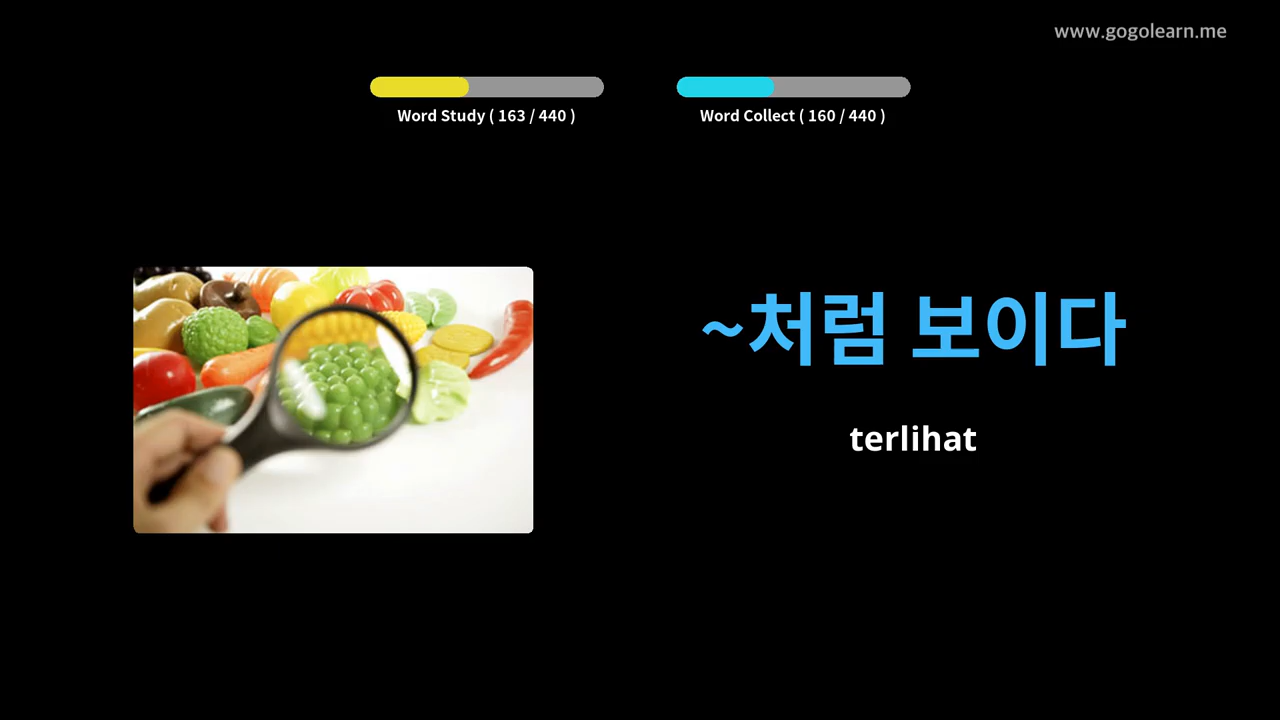 www.gogolearn.me
Word Study ( 163 / 440 )
Word Collect ( 160 / 440 )
~처럼 보이다
terlihat